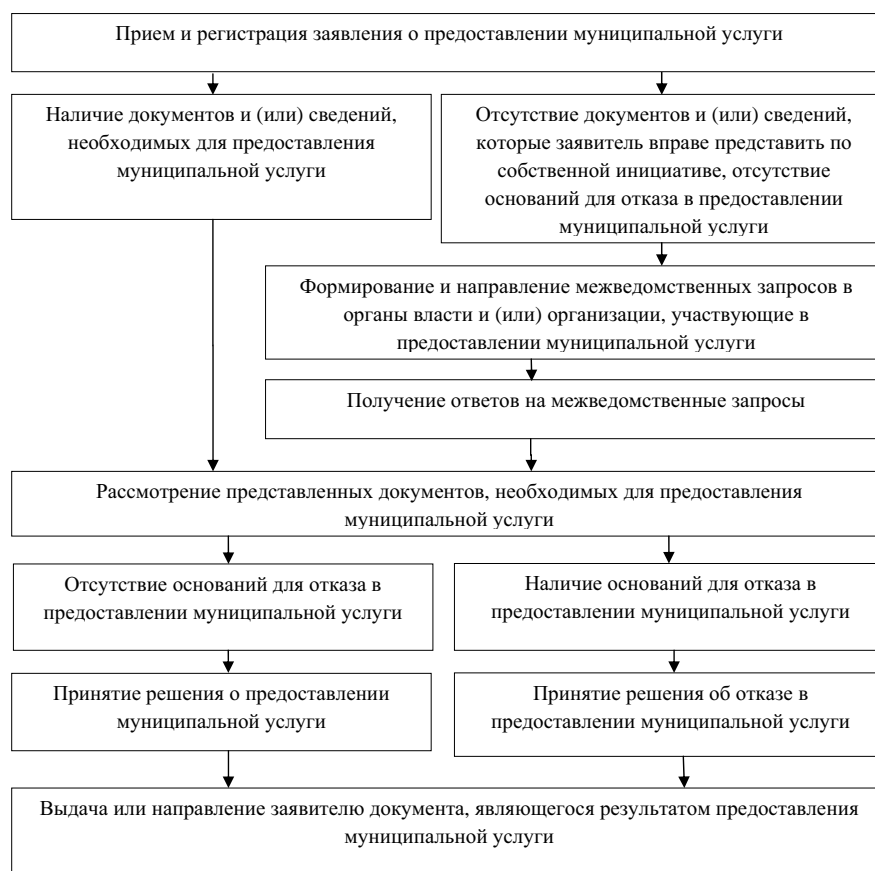 Прием и регистрация заявления о предоставлении муниципальной услуги
Наличие документов и (или) сведений,
необходимых для предоставления
муниципальной услуги
Отсутствие документов и (или) сведений,
которые заявитель вправе представить по
собственной инициативе, отсутствие
оснований для отказа в предоставлении
муниципальной услуги
Формирование и направление межведомственных запросов в
органы власти и (или) организации, участвующие в
предоставлении муниципальной услуги
Получение ответов на межведомственные запросы
Рассмотрение представленных документов, необходимых для предоставления
муниципальной услуги
Отсутствие оснований для отказа в
предоставлении муниципальной услуги
Наличие оснований для отказа в
предоставлении муниципальной услуги
Принятие решения о предоставлении
муниципальной услуги
Принятие решения об отказе в
предоставлении муниципальной услуги
Выдача или направление заявителю документа, являющегося результатом предоставления
муниципальной услуги